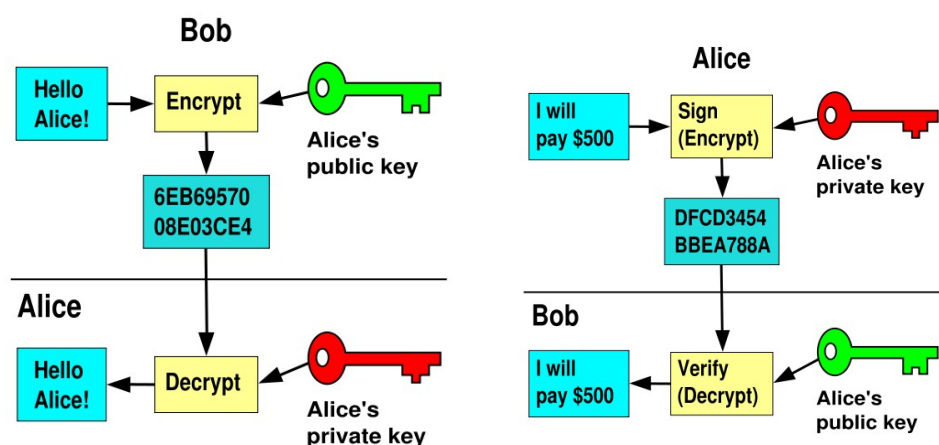 Bob
Hello
Alice!
Encrypt
Alice's
public key
6EB69570
08E03CE4
Alice
Hello
Alice!
Decrypt
Alice's
private key
Alice
I will
pay $500
Sign
(Encrypt)
Alice's
private key
DFCD3454
BBEA788A
Bob
I will
pay $500
Verify
(Decrypt)
Alice's
public key